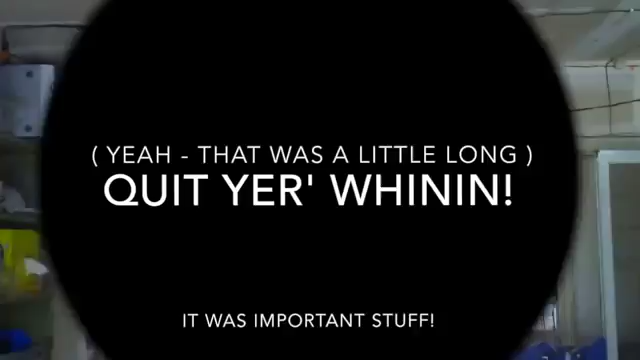 ( YEAH - THAT WAS A LITTLE LONG )
QUIT YER' WHININ!
IT WAS IMPORTANT STUFF!